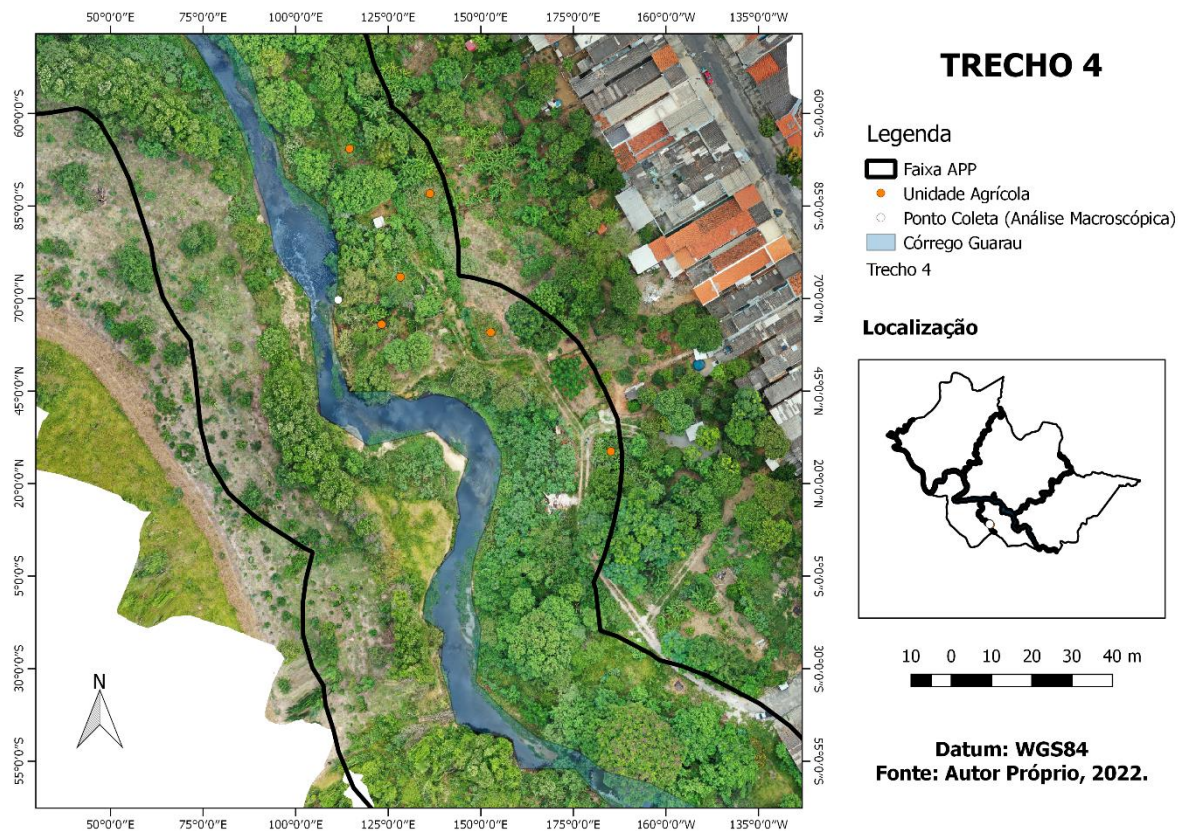 50°0'0"E 75°0'0"E 100°0'0"E 125°0'0"E 150°0'0"E 175°0'0"E 160°0'0"W 135°0'0"W
60°0'0"S
85°0'0"S
70°0'0"N
45°0'0"N
20°0'0"N
5°0'0"S
30°0'0"S
55°0'0"S
N
60°0'0"S
85°0'0"S
70°0'0"N
45°0'0"N
20°0'0"N
5°0'0"S
30°0'0"S
55°0'0"S
50°0'0"E 75°0'0"E 100°0'0"E 125°0'0"E 150°0'0"E 175°0'0"E 160°0'0"W 135°0'0"W
TRECHO 4
Legenda
Faixa APP
Unidade Agrícola
Ponto Coleta (Análise Macroscópica)
Córrego Guarau
Trecho 4
Localização
10 0 10 20 30 40 m
Datum: WGS84
Fonte: Autor Próprio, 2022.